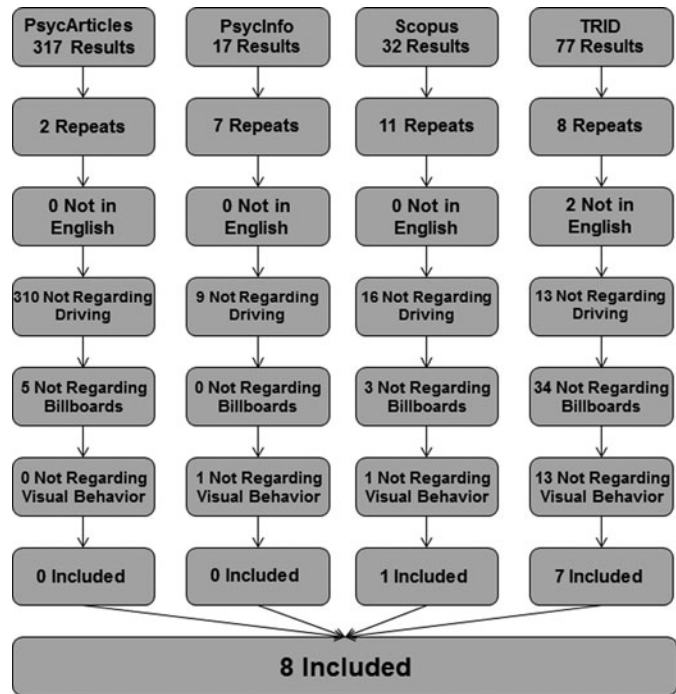 PsycArticles
317 Results
PsycInfo
17 Results
Scopus
32 Results
TRID
77 Results
2 Repeats
7 Repeats
11 Repeats
8 Repeats
0 Not in
English
0 Not in
English
0 Not in
English
2 Not in
English
310 Not Regarding
Driving
9 Not Regarding
Driving
16 Not Regarding
Driving
13 Not Regarding
Driving
5 Not Regarding
Billboards
0 Not Regarding
Billboards
3 Not Regarding
Billboards
34 Not Regarding
Billboards
0 Not Regarding
Visual Behavior
1 Not Regarding
Visual Behavior
1 Not Regarding
Visual Behavior
13 Not Regarding
Visual Behavior
0 Included
0 Included
1 Included
7 Included
8 Included